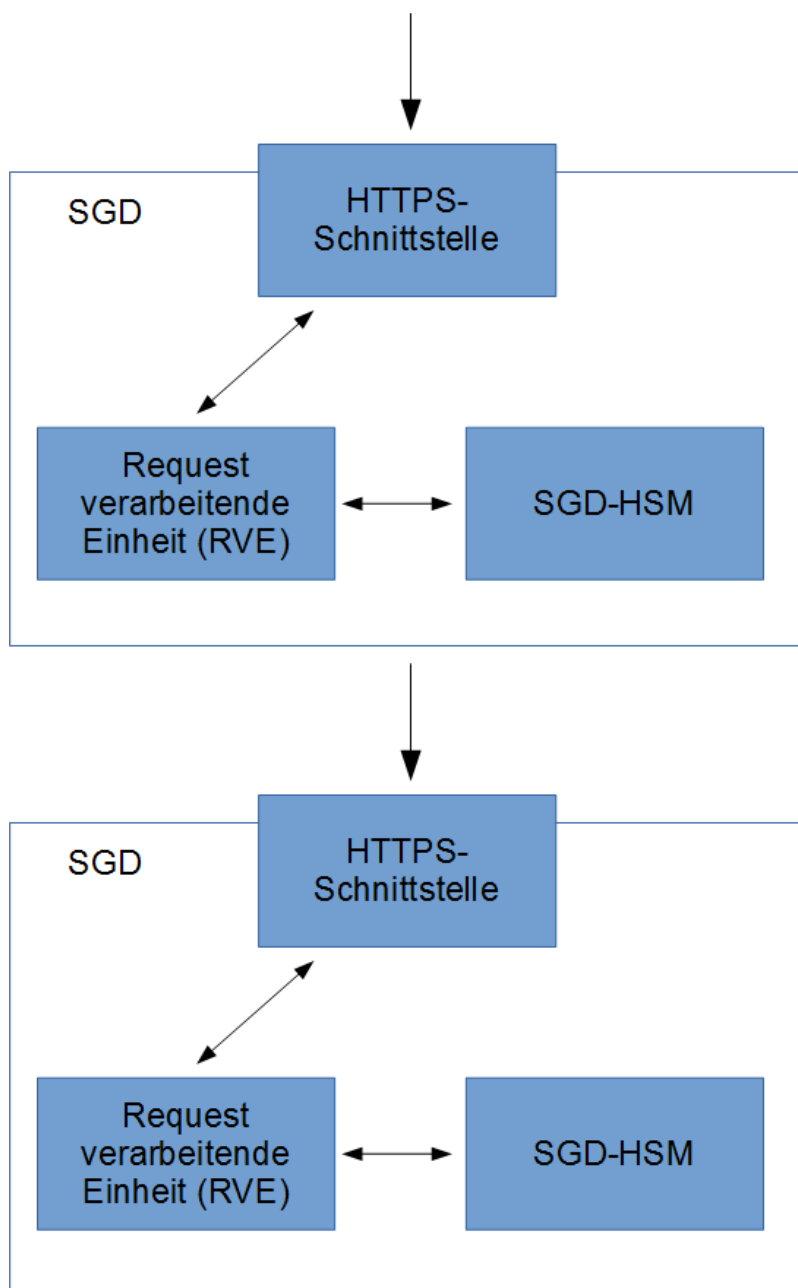 SGD
HTTPS-
Schnittstelle
Request
verarbeitende
Einheit (RVE)
SGD-HSM
SGD
HTTPS-
Schnittstelle
Request
verarbeitende
Einheit (RVE)
SGD-HSM